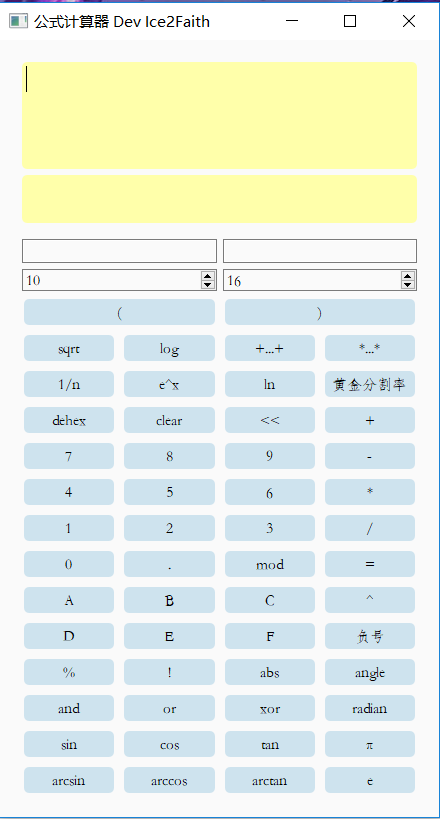 公式计算器 Dev Ice2Faith
10 16
( )
sqrt log +...+ *...*
1/n e^x ln 黄金分割率
dehex clear << +
7 8 9 -
4 5 6 *
1 2 3 /
0 . mod =
A B C ^
D E F 负号
% ! abs angle
and or xor radian
sin cos tan π
arcsin arccos arctan e